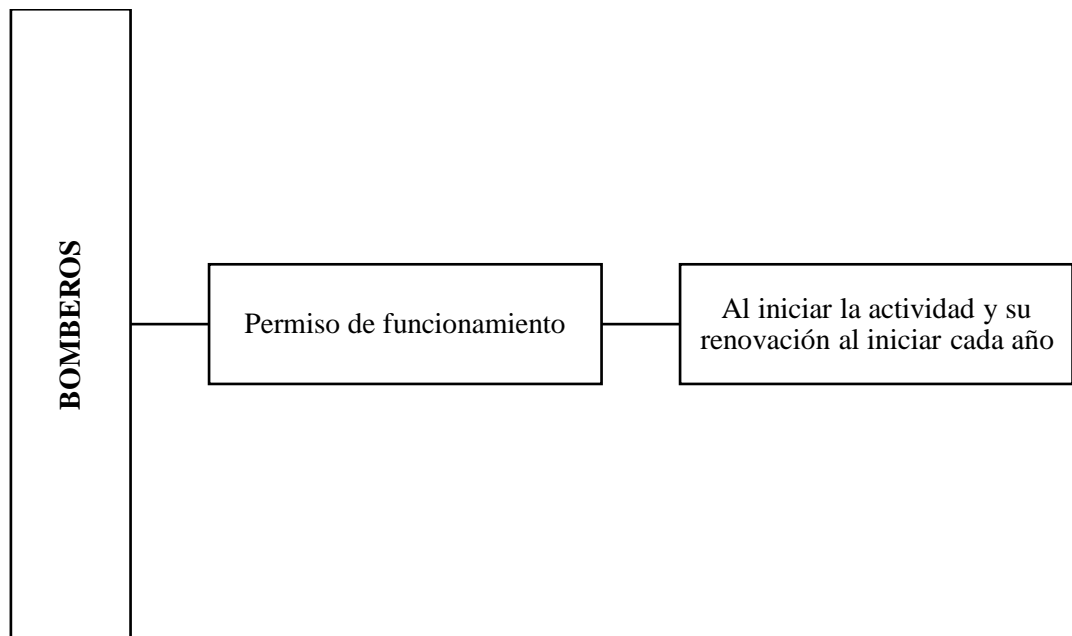 BOMBEROS
Permiso de funcionamiento
Al iniciar la actividad y su
renovación al iniciar cada año